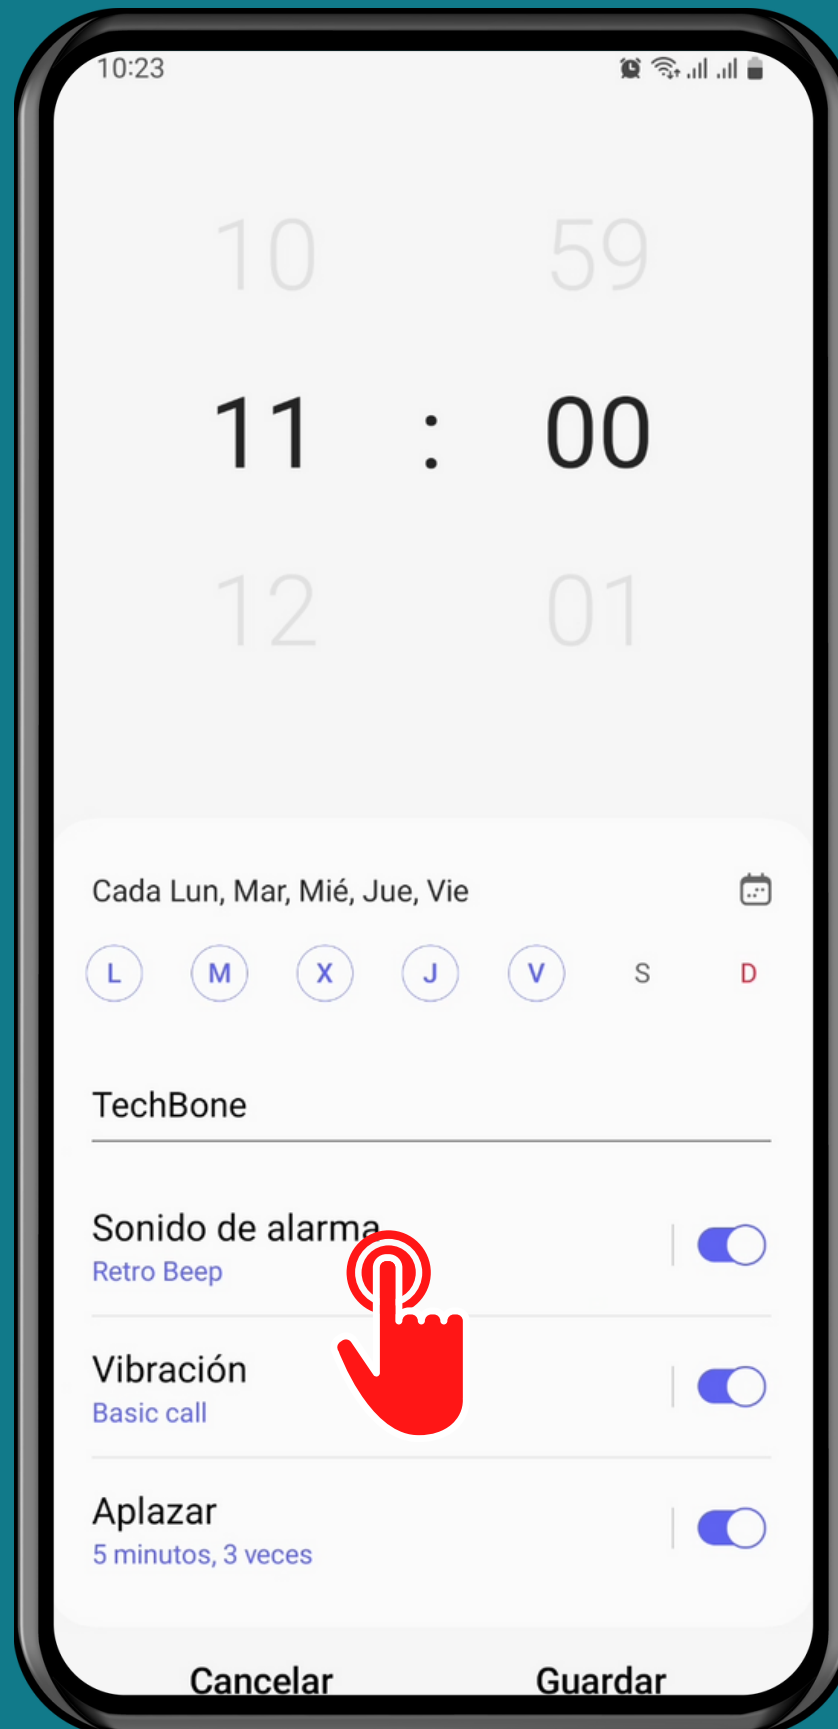 10:23
10 59
11 : 00
12 01
Cada Lun, Mar, Mié, Jue, Vie
L M X J V S D
TechBone
Sonido de alarma
Retro Beep
Vibración
Basic call
Aplazar
5 minutos, 3 veces
Cancelar Guardar